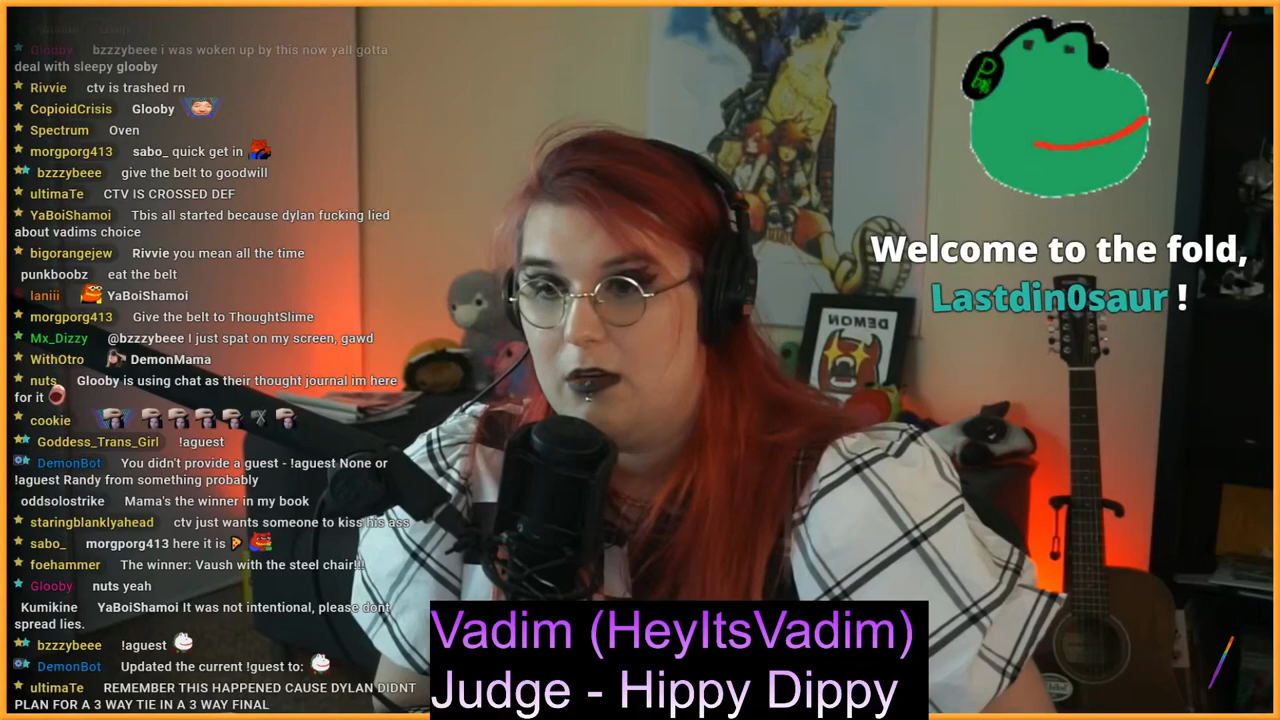 Glooby bzzzybeee i was woken up by this now yall gotta
deal with sleepy glooby
Rivvie ctv is trashed rn
CopioidCrisis Glooby
Spectrum Oven
morgporg413 sabo_ quick get in
bzzzybeee give the belt to goodwill
ultimaTe CTV IS CROSSED DEF
YaBoiShamoi Tbis all started because dylan fucking lied
about vadims choice
bigorangejew Rivvie you mean all the time
punkboobz eat the belt
laniii YaBoiShamoi
morgporg413 Give the belt to ThoughtSlime
Mx_Dizzy @bzzzybeee I just spat on my screen, gawd
WithOtro DemonMama
nuts_ Glooby is using chat as their thought journal im here
for it
cookie
Goddess_Trans_Girl !aguest
DemonBot You didn't provide a guest - !aguest None or
!aguest Randy from something probably
oddsolostrike Mama's the winner in my book
staringblanklyahead ctv just wants someone to kiss his ass
sabo_ morgporg413 here it is
foehammer The winner: Vaush with the steel chair!!!
Glooby nuts yeah
Kumikine YaBoiShamoi It was not intentional, please dont
spread lies.
bzzzybeee !aguest
DemonBot Updated the current !guest to:
ultimaTe REMEMBER THIS HAPPENED CAUSE DYLAN DIDNT
PLAN FOR A 3 WAY TIE IN A 3 WAY FINAL
Welcome to the fold,
Lastdin0saur !
DEMON
Vadim (HeyItsVadim)
Judge - Hippy Dippy